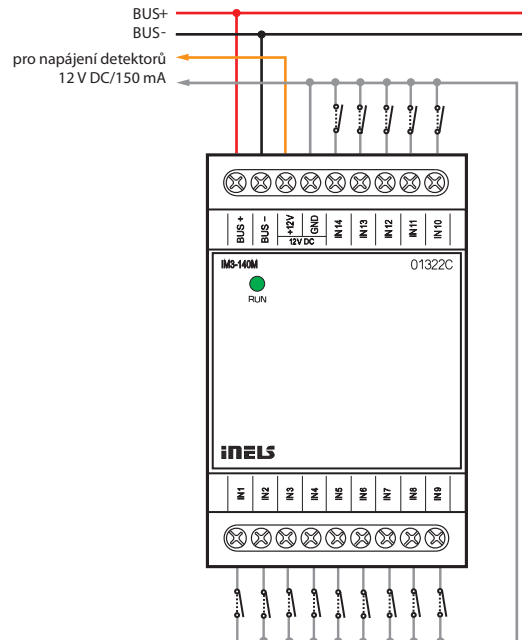 BUS+
BUS-
pro napájení detektorů
12 V DC/150 mA
BUS +
BUS –
+12V
GND
12V DC
IN14
IN13
IN12
IN11
IN10
IM3-140M
01322C
RUN
iNELS
IN1
IN2
IN3
IN4
IN5
IN6
IN7
IN8
IN9